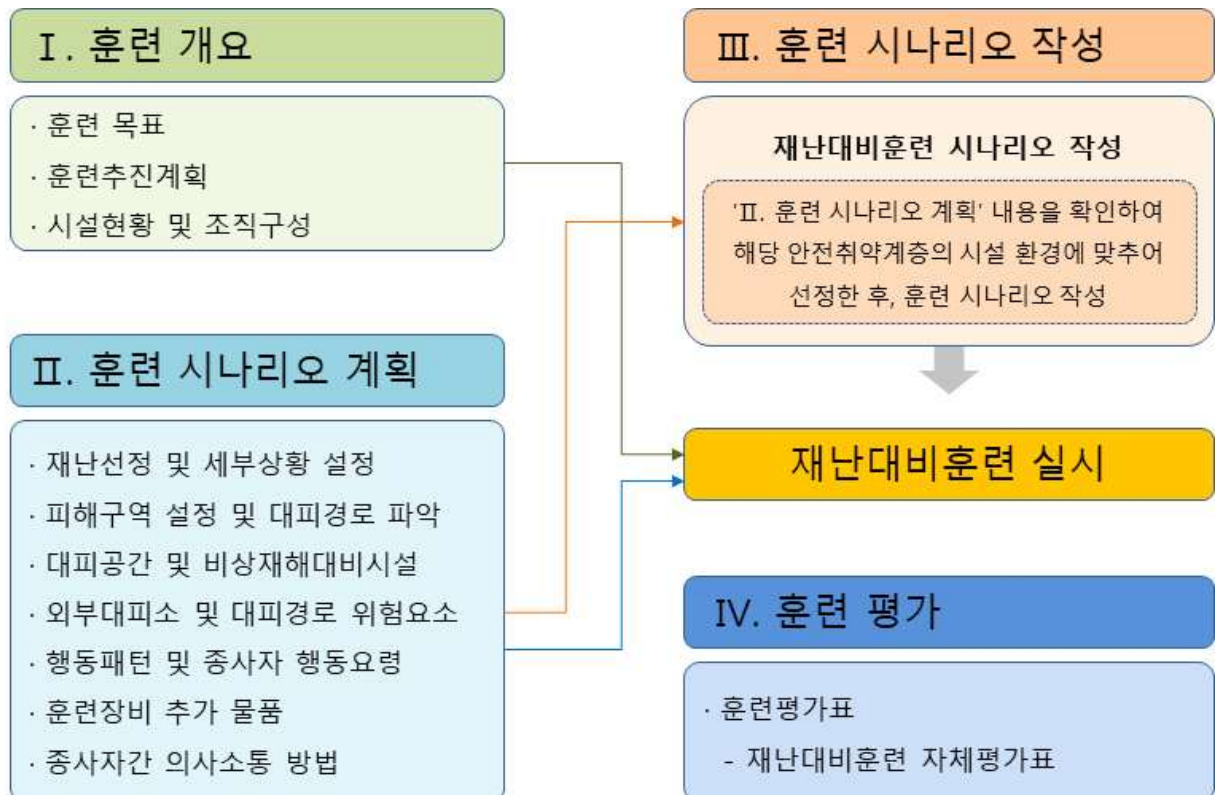 Ⅰ. 훈련 개요
· 훈련 목표
· 훈련추진계획
· 시설현황 및 조직구성
Ⅱ. 훈련 시나리오 계획
· 재난선정 및 세부상황 설정
· 피해구역 설정 및 대피경로 파악
· 대피공간 및 비상재해대비시설
· 외부대피소 및 대피경로 위험요소
· 행동패턴 및 종사자 행동요령
· 훈련장비 추가 물품
· 종사자간 의사소통 방법
Ⅲ. 훈련 시나리오 작성
재난대비훈련 시나리오 작성
'Ⅱ. 훈련 시나리오 계획' 내용을 확인하여
해당 안전취약계층의 시설 환경에 맞추어
선정한 후, 훈련 시나리오 작성
재난대비훈련 실시
Ⅳ. 훈련 평가
· 훈련평가표
- 재난대비훈련 자체평가표